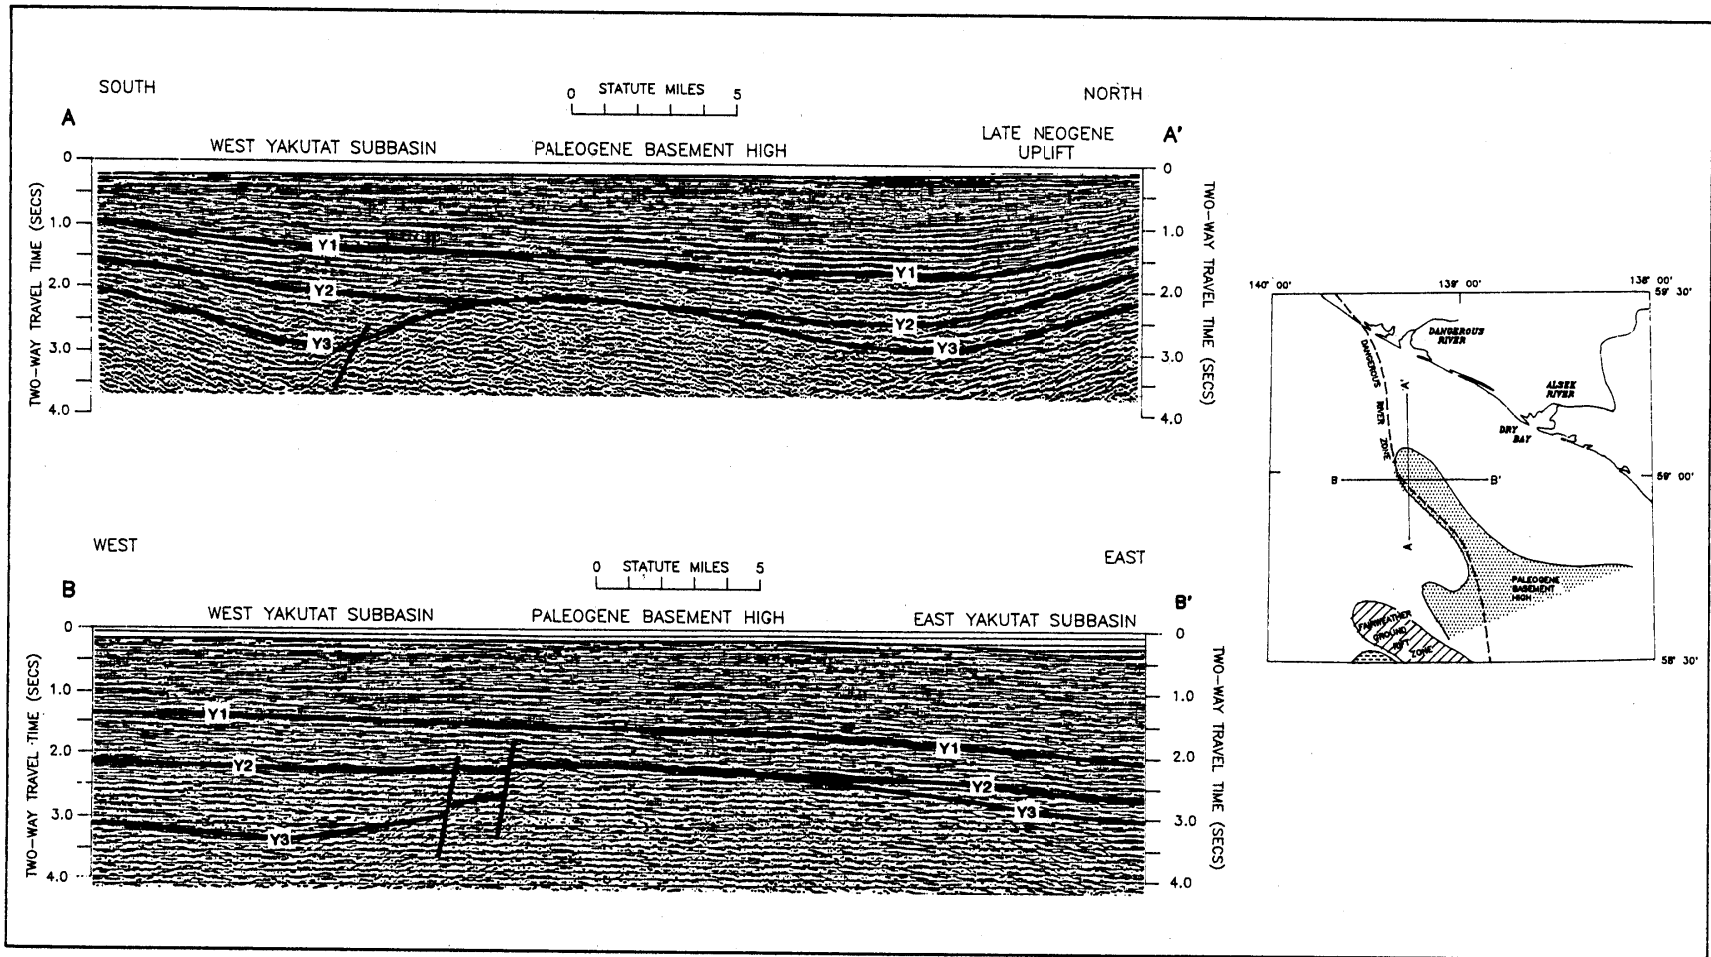 SOUTH
0 STATUTE MILES 5
NORTH
A
A'
WEST YAKUTAT SUBBASIN
PALEOGENE BASEMENT HIGH
LATE NEOGENE
UPLIFT
TWO-WAY TRAVEL TIME (SECS)
0
1.0
2.0
3.0
4.0
Y1
Y2
Y3
Y1
Y2
Y3
0
1.0
2.0
3.0
4.0
TWO-WAY TRAVEL TIME (SECS)
WEST
0 STATUTE MILES 5
EAST
B
B'
WEST YAKUTAT SUBBASIN
PALEOGENE BASEMENT HIGH
EAST YAKUTAT SUBBASIN
TWO-WAY TRAVEL TIME (SECS)
0
1.0
2.0
3.0
4.0
Y1
Y2
Y3
Y1
Y2
Y3
0
1.0
2.0
3.0
4.0
TWO-WAY TRAVEL TIME (SECS)
140° 00'
139° 00'
138° 00'
59° 30'
DANGEROUS
RIVER
DANGEROUS RIVER ZONE
A'
ALSEK
RIVER
DRY
BAY
B
B'
59° 00'
A
PALEOGENE
BASEMENT
HIGH
FAIRWEATHER
GROUND
ZONE
58° 30'